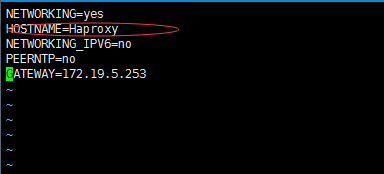 NETWORKING=yes
HOSTNAME=Haproxy
NETWORKING_IPV6=no
PEERNTP=no
GATEWAY=172.19.5.253
~
~
~
~
~
~